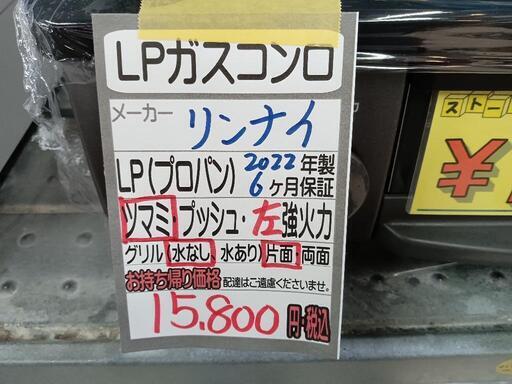 LPガスコンロ
メーカー リンナイ
LP(プロパン) 2022年製
6ヶ月保証
ツマミ・プッシュ・左強火力
グリル(水なし、水あり)片面・両面
お持ち帰り価格 配達はご遠慮くださいませ。
15,800円・税込
ストー
¥